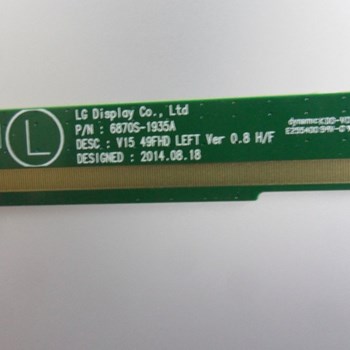 L
LG Display Co., Ltd
P/N : 6870S-1935A
DESC : V15 49FHD LEFT Ver 0.8 H/F
DESIGNED : 2014.08.18